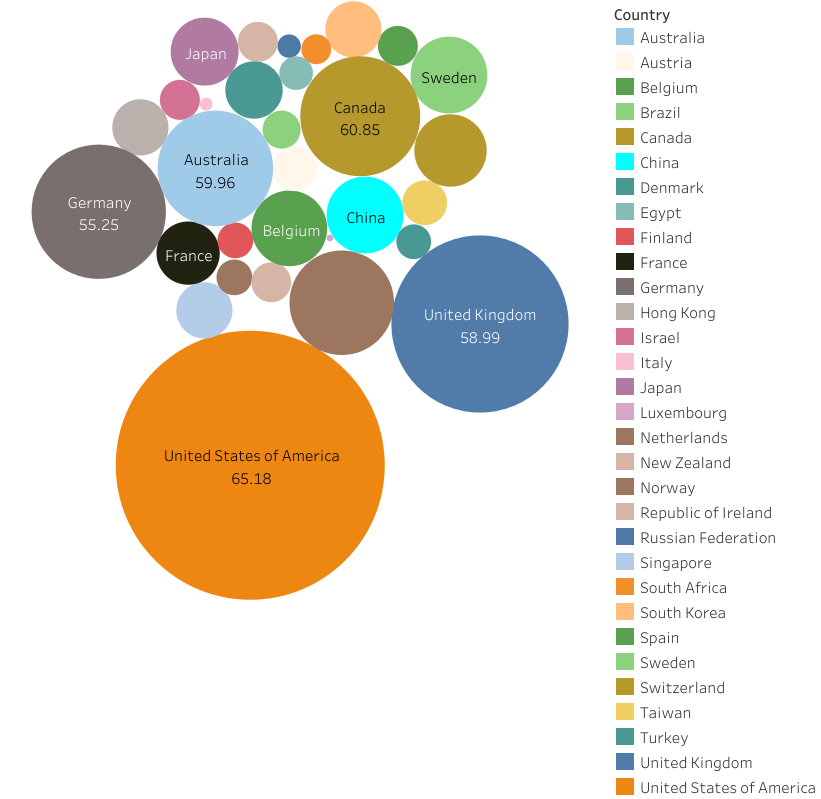 Japan
Sweden
Canada
60.85
Australia
59.96
Germany
55.25
China
Belgium
France
United Kingdom
58.99
United States of America
65.18
Country
Australia
Austria
Belgium
Brazil
Canada
China
Denmark
Egypt
Finland
France
Germany
Hong Kong
Israel
Italy
Japan
Luxembourg
Netherlands
New Zealand
Norway
Republic of Ireland
Russian Federation
Singapore
South Africa
South Korea
Spain
Sweden
Switzerland
Taiwan
Turkey
United Kingdom
United States of America